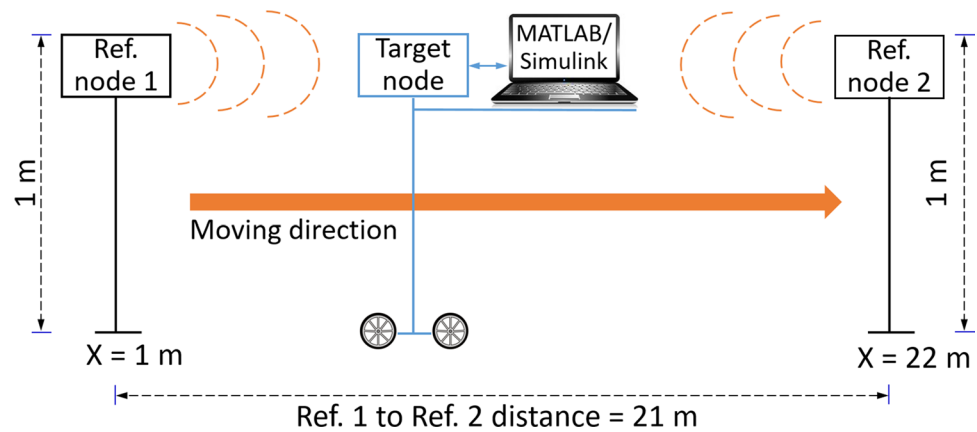 Ref.
node 1
Target
node
MATLAB/
Simulink
Ref.
node 2
1 m
1 m
Moving direction
X = 1 m
X = 22 m
Ref. 1 to Ref. 2 distance = 21 m